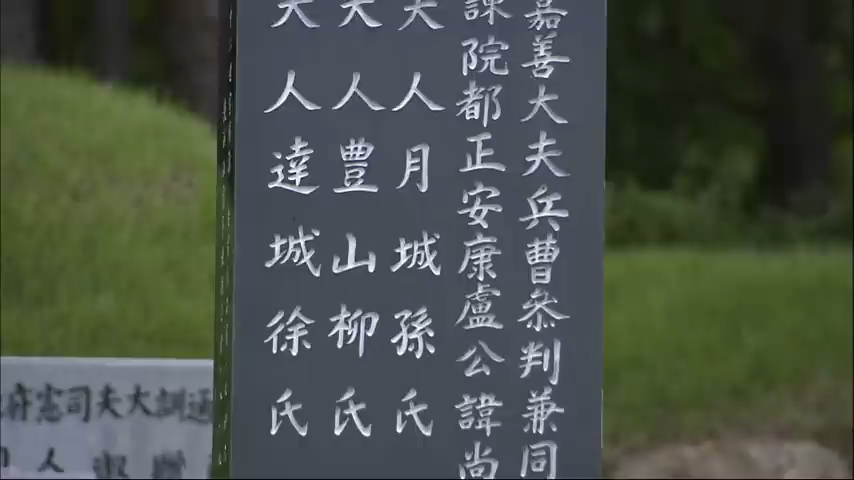 嘉善大夫兵曹叅判兼同
諫院都正安康盧公諱尚
夫人月城孫氏
夫人豊山柳氏
夫人達城徐氏
通訓大夫司憲府